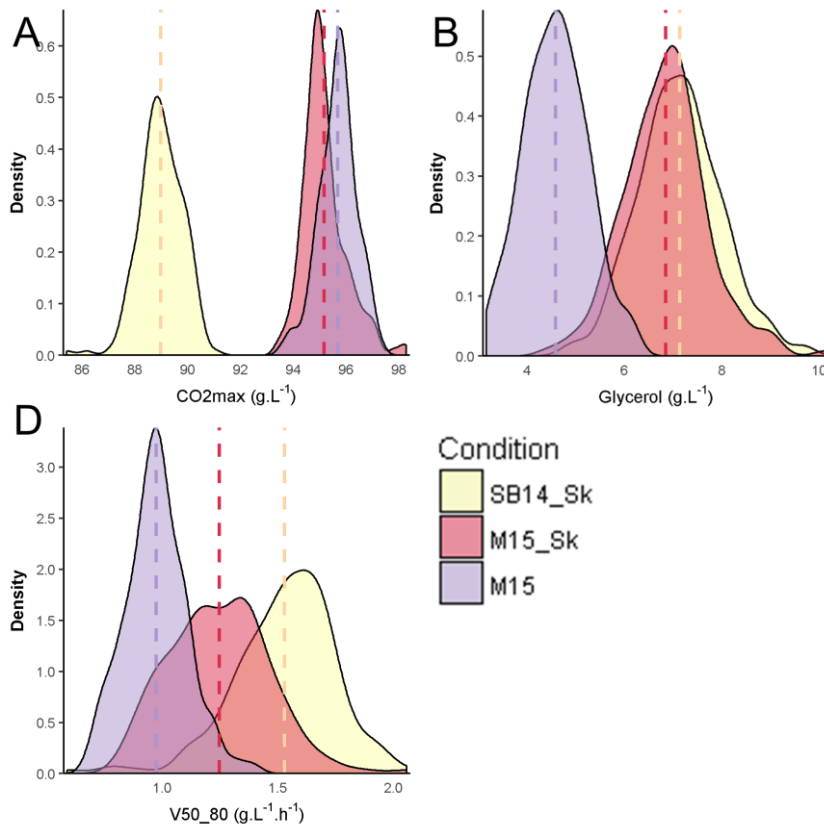 A
B
Density
0.6
0.5
0.4
0.3
0.2
0.1
0.0
86
88
90
92
94
96
98
CO2max (g.L⁻¹)
Density
0.5
0.4
0.3
0.2
0.1
0.0
4
6
8
10
Glycerol (g.L⁻¹)
D
Density
3.0
2.5
2.0
1.5
1.0
0.5
0.0
1.0
1.5
2.0
V50_80 (g.L⁻¹.h⁻¹)
Condition
SB14_Sk
M15_Sk
M15